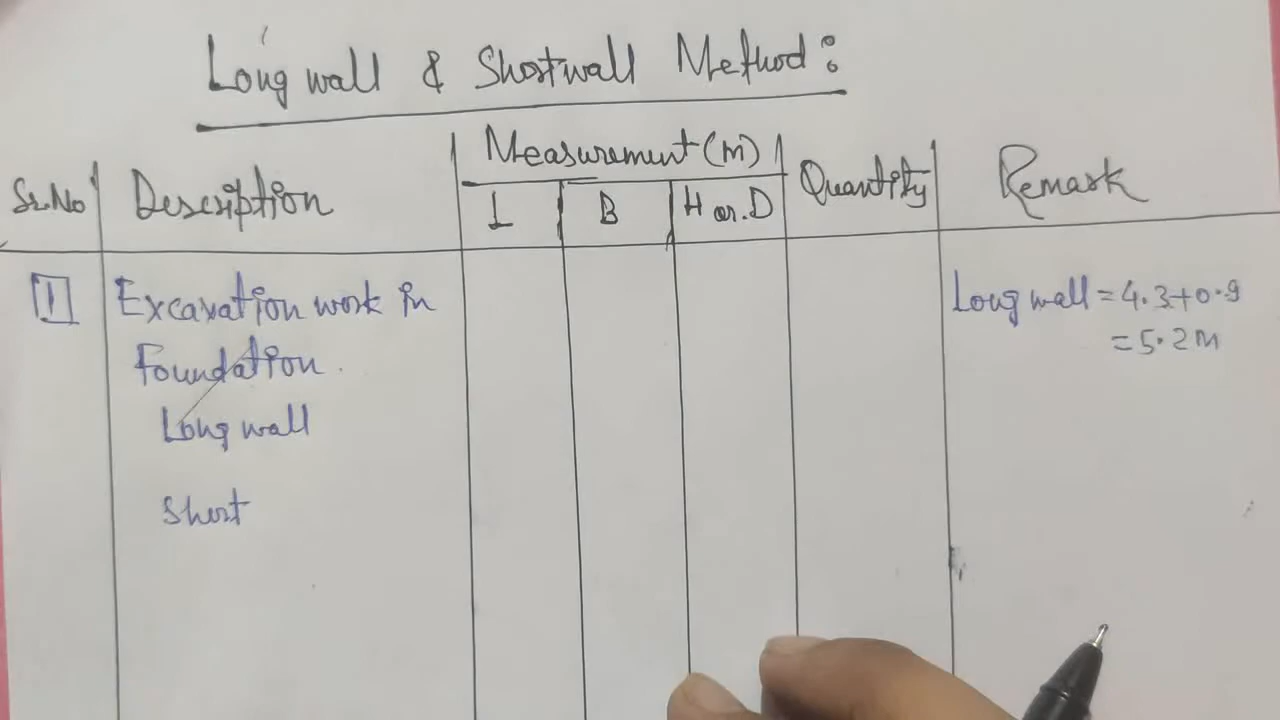 Long wall & Shortwall Method:
Measurement (m)
Sr.No Description L B H or.D Quantity Remark
1 Excavation work in Long wall = 4.3+0.9
Foundation. = 5.2m
Long wall
Short